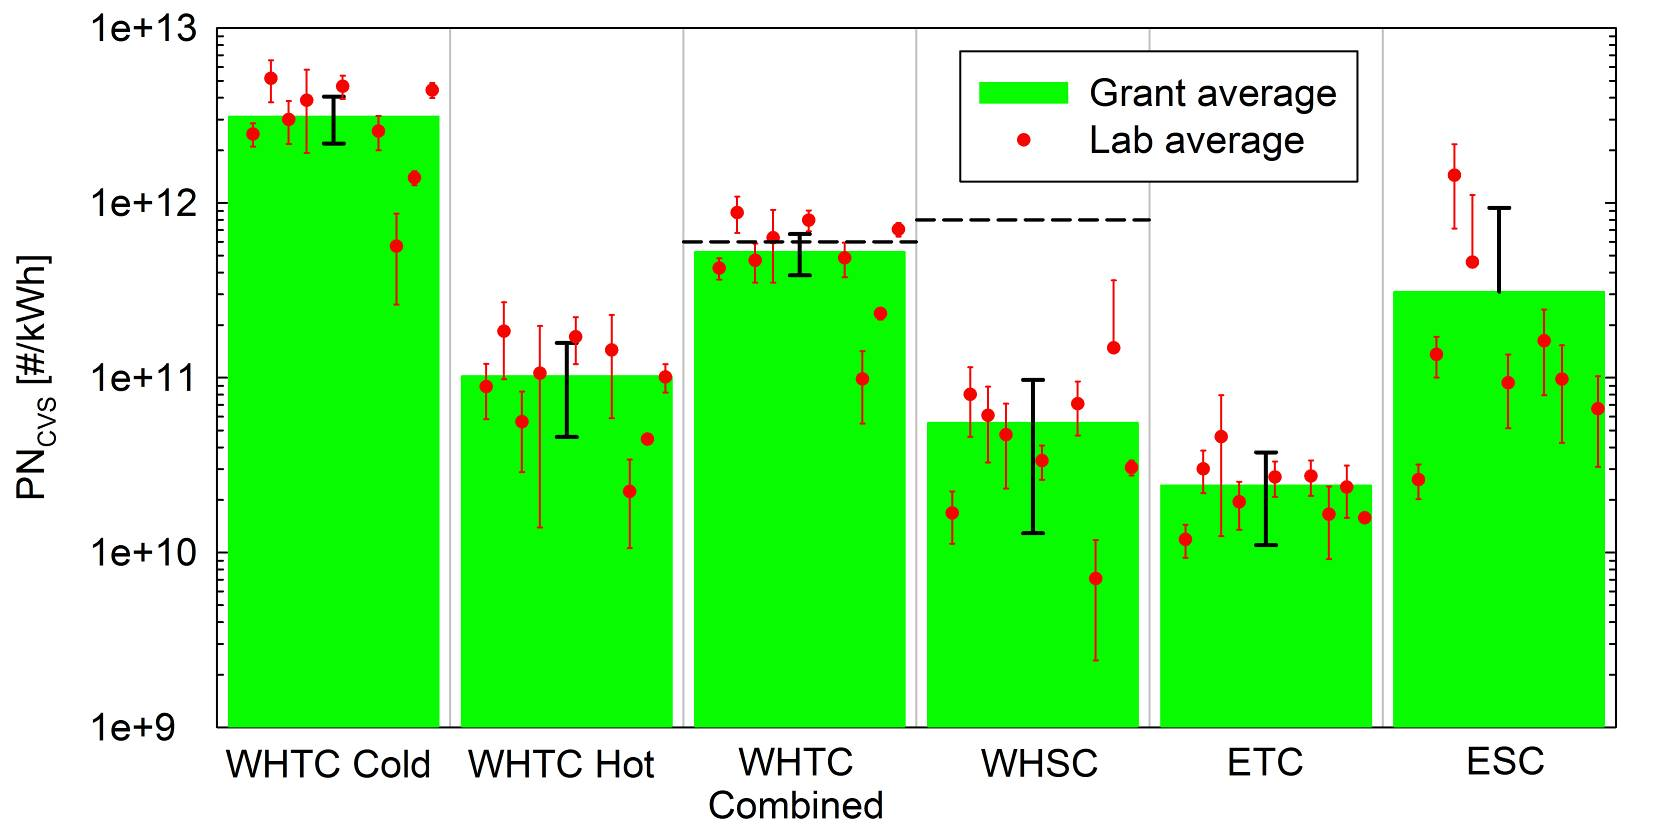 1e+13
1e+12
1e+11
1e+10
1e+9
PNCVS [#/kWh]
Grant average
Lab average
WHTC Cold
WHTC Hot
WHTC
Combined
WHSC
ETC
ESC